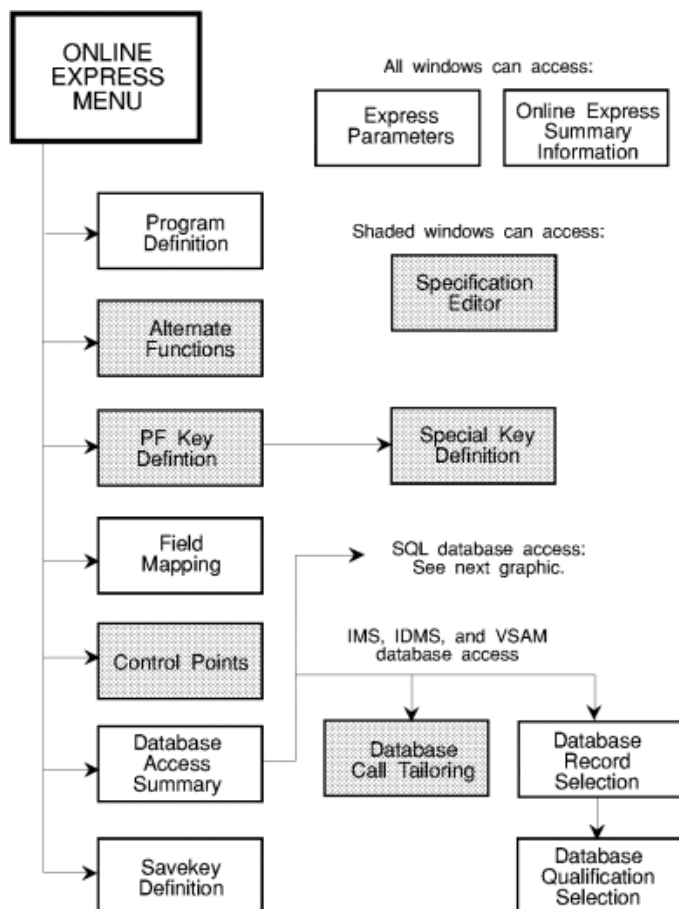 ONLINE
EXPRESS
MENU
All windows can access:
Express
Parameters
Online Express
Summary
Information
Program
Definition
Shaded windows can access:
Specification
Editor
Alternate
Functions
PF Key
Defintion
Special Key
Definition
Field
Mapping
SQL database access:
See next graphic.
Control Points
IMS, IDMS, and VSAM
database access
Database
Access
Summary
Database
Call Tailoring
Database
Record
Selection
Savekey
Definition
Database
Qualification
Selection